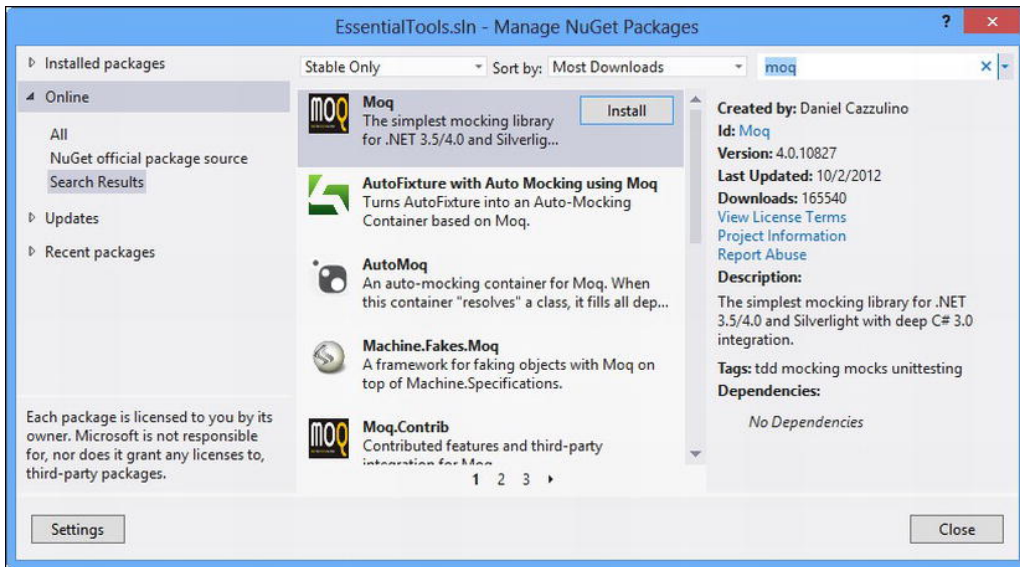 EssentialTools.sln - Manage NuGet Packages
?
×
Installed packages
Online
All
NuGet official package source
Search Results
Updates
Recent packages
Each package is licensed to you by its
owner. Microsoft is not responsible
for, nor does it grant any licenses to,
third-party packages.
Settings
Stable Only
Sort by: Most Downloads
moq
×
MOQ
Moq
The simplest mocking library
for .NET 3.5/4.0 and Silverlig...
Install
AutoFixture with Auto Mocking using Moq
Turns AutoFixture into an Auto-Mocking
Container based on Moq.
AutoMoq
An auto-mocking container for Moq. When
this container "resolves" a class, it fills all dep...
Machine.Fakes.Moq
A framework for faking objects with Moq on
top of Machine.Specifications.
MOQ
Moq.Contrib
Contributed features and third-party
integration for Moq
1 2 3
Created by: Daniel Cazzulino
Id: Moq
Version: 4.0.10827
Last Updated: 10/2/2012
Downloads: 165540
View License Terms
Project Information
Report Abuse
Description:
The simplest mocking library for .NET
3.5/4.0 and Silverlight with deep C# 3.0
integration.
Tags: tdd mocking mocks unittesting
Dependencies:
No Dependencies
Close